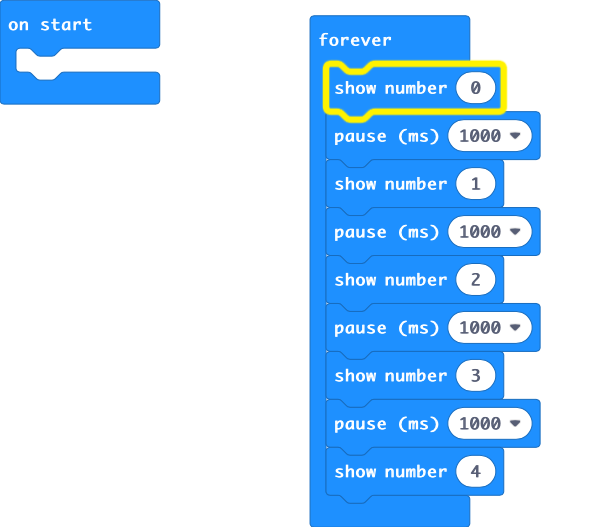 on start
forever
show number 0
pause (ms) 1000
show number 1
pause (ms) 1000
show number 2
pause (ms) 1000
show number 3
pause (ms) 1000
show number 4